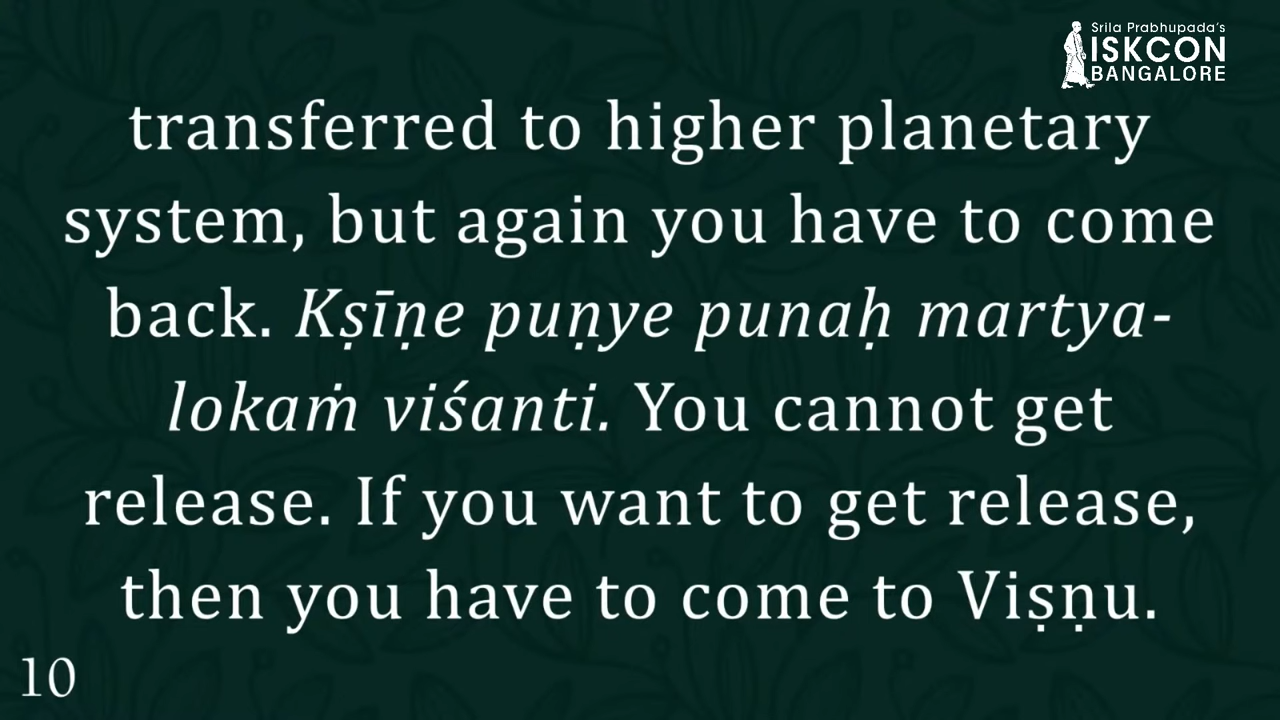 Srila Prabhupada's
ISKCON
BANGALORE
transferred to higher planetary
system, but again you have to come
back. Kṣīṇe puṇye punaḥ martya-
lokaṁ viśanti. You cannot get
release. If you want to get release,
then you have to come to Viṣṇu.
10